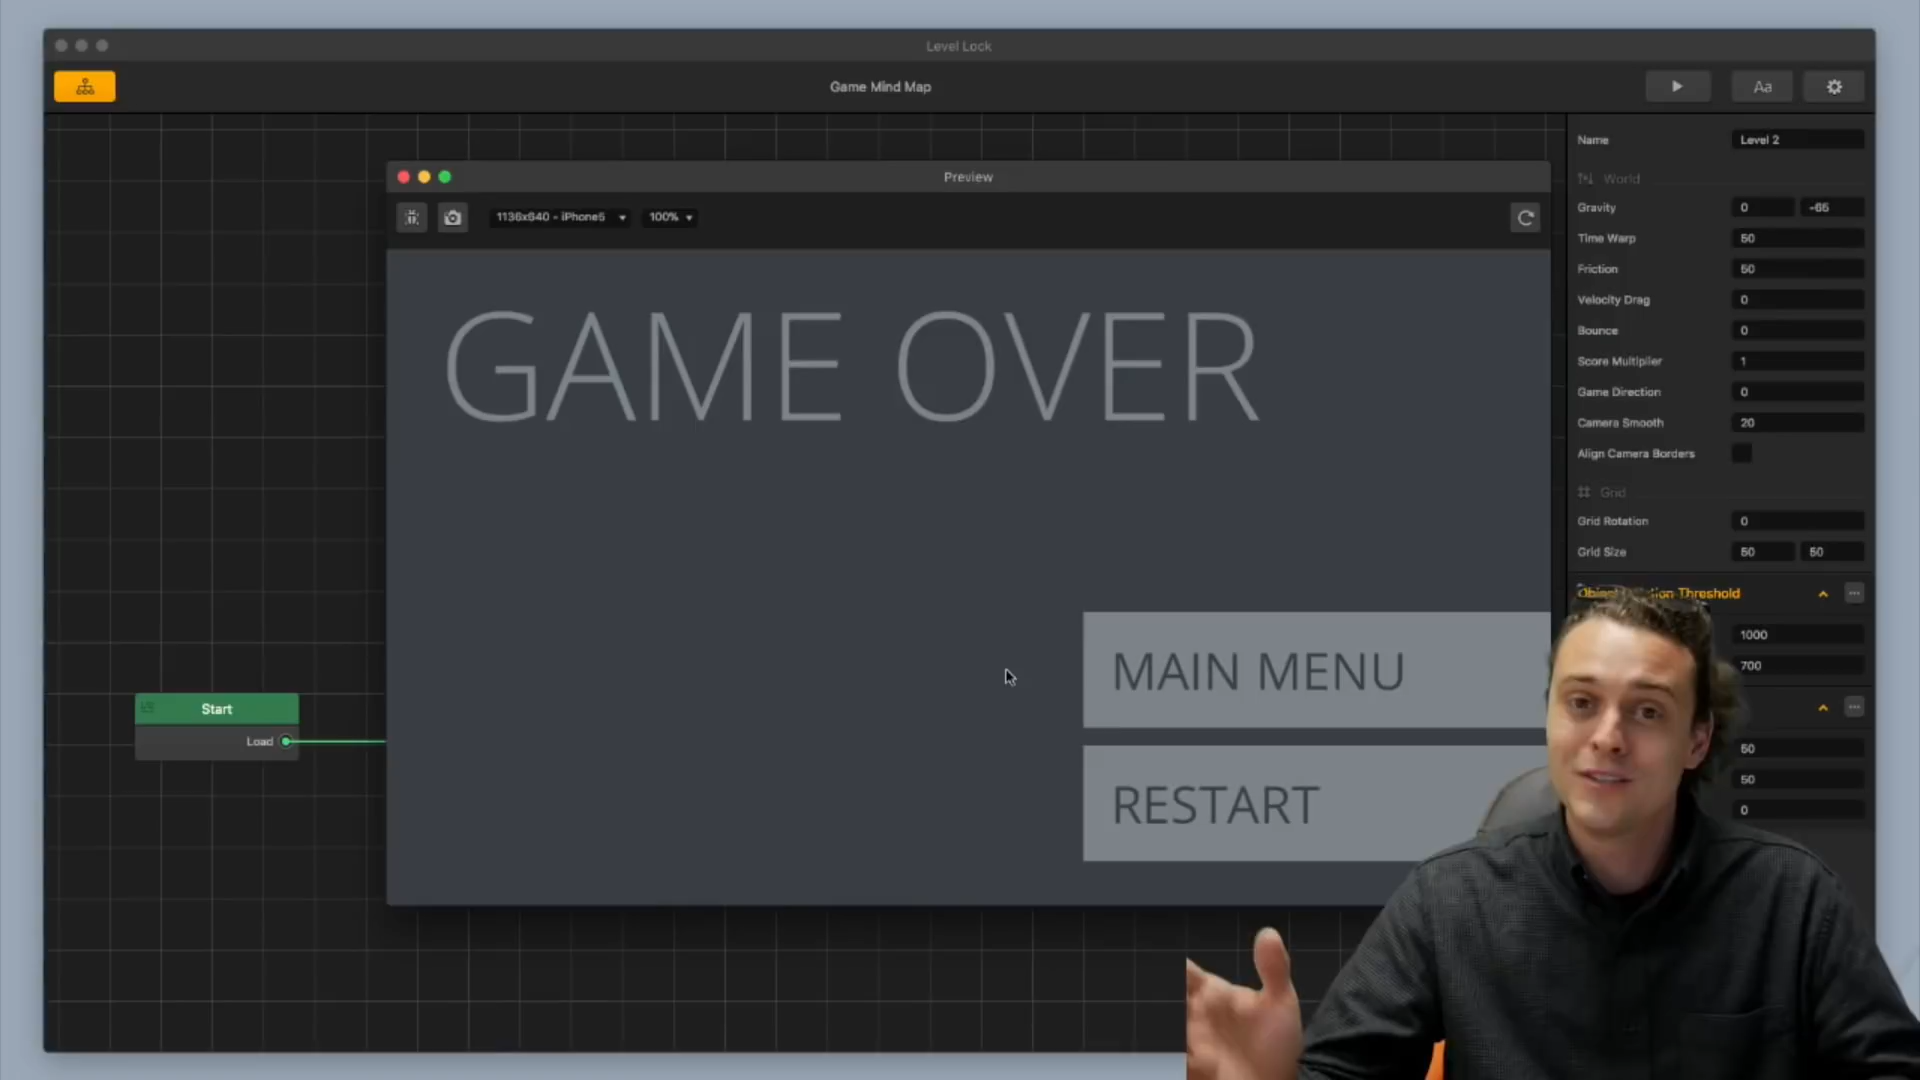 Level Lock
Game Mind Map
Aa
Name Level 2
Preview
World
1136x640 - iPhone5 100%
Gravity 0 -65
Time Warp 50
Friction 50
Velocity Drag 0
Bounce 0
GAME OVER
Score Multiplier 1
Game Direction 0
Camera Smooth 20
Align Camera Borders
Grid
Grid Rotation 0
Grid Size 50 50
Threshold
1000
MAIN MENU
700
Start
Load
50
50
RESTART
0